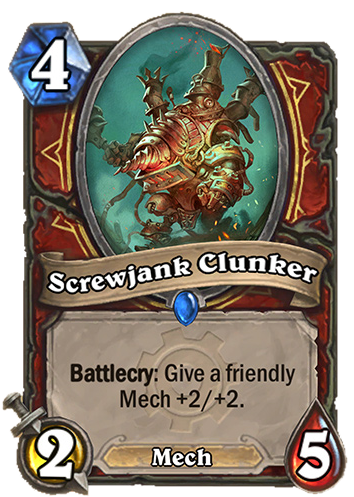 4
Screwjank Clunker
Battlecry: Give a friendly
Mech +2/+2.
2
Mech
5